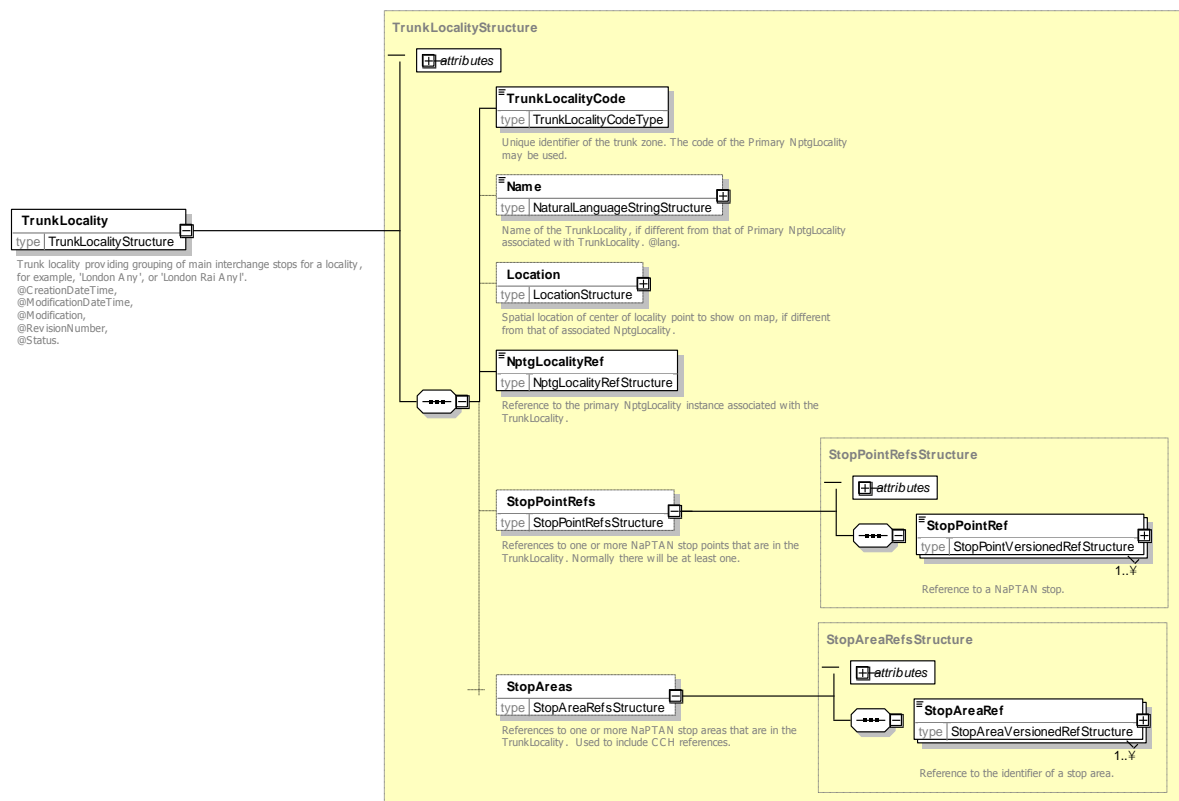 TrunkLocalityStructure
attributes
TrunkLocalityCode
type TrunkLocalityCodeType
Unique identifier of the trunk zone. The code of the Primary NptgLocality
may be used.
Name
type NaturalLanguageStringStructure
Name of the TrunkLocality, if different from that of Primary NptgLocality
associated with TrunkLocality. @lang.
TrunkLocality
type TrunkLocalityStructure
Trunk locality providing grouping of main interchange stops for a locality,
for example, 'London Any', or 'London Rai Anyl'.
@CreationDateTime,
@ModificationDateTime,
@Modification,
@RevisionNumber,
@Status.
Location
type LocationStructure
Spatial location of center of locality point to show on map, if different
from that of associated NptgLocality.
NptgLocalityRef
type NptgLocalityRefStructure
Reference to the primary NptgLocality instance associated with the
TrunkLocality.
StopPointRefs
type StopPointRefsStructure
References to one or more NaPTAN stop points that are in the
TrunkLocality. Normally there will be at least one.
StopPointRefsStructure
attributes
StopPointRef
type StopPointVersionedRefStructure
1..¥
Reference to a NaPTAN stop.
StopAreas
type StopAreaRefsStructure
References to one or more NaPTAN stop areas that are in the
TrunkLocality. Used to include CCH references.
StopAreaRefsStructure
attributes
StopAreaRef
type StopAreaVersionedRefStructure
1..¥
Reference to the identifier of a stop area.